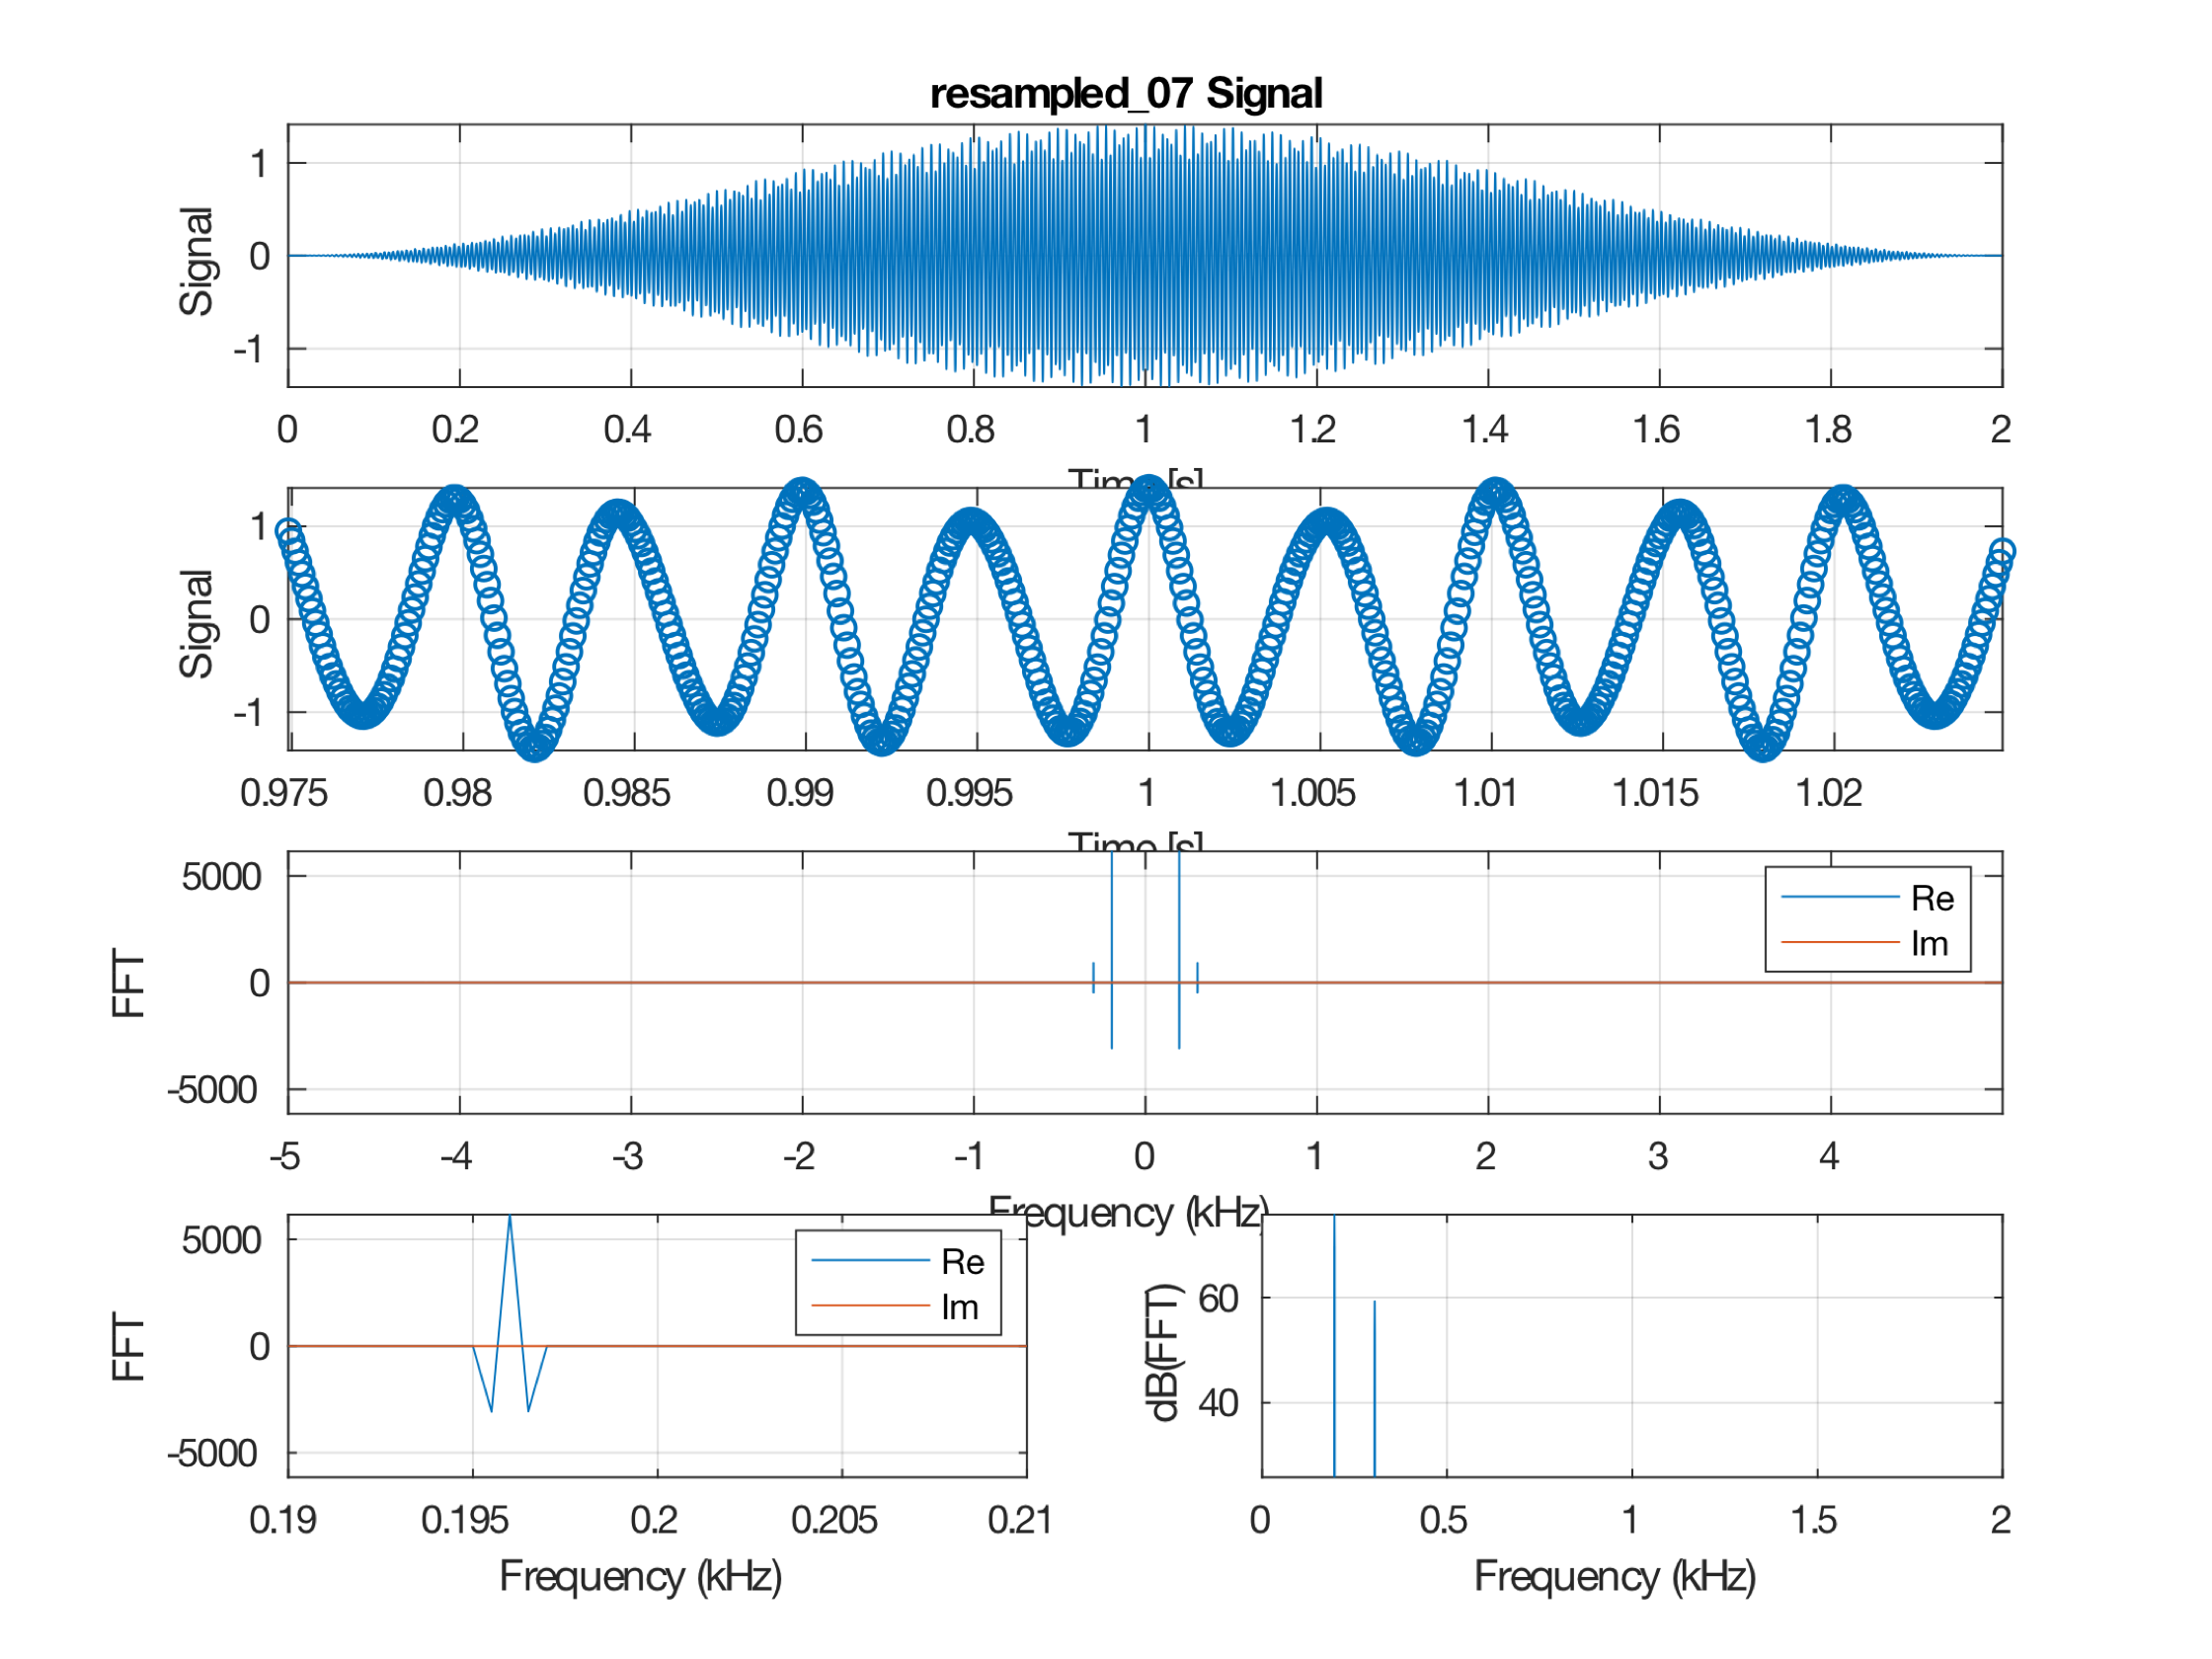 resampled_07 Signal
Signal
1
0
-1
0 0.2 0.4 0.6 0.8 1 1.2 1.4 1.6 1.8 2
Time [s]
Signal
1
0
-1
0.975 0.98 0.985 0.99 0.995 1 1.005 1.01 1.015 1.02
Time [s]
FFT
5000
0
-5000
Re
Im
-5 -4 -3 -2 -1 0 1 2 3 4
Frequency (kHz)
FFT
5000
0
-5000
Re
Im
0.19 0.195 0.2 0.205 0.21
Frequency (kHz)
dB(FFT)
60
40
0 0.5 1 1.5 2
Frequency (kHz)